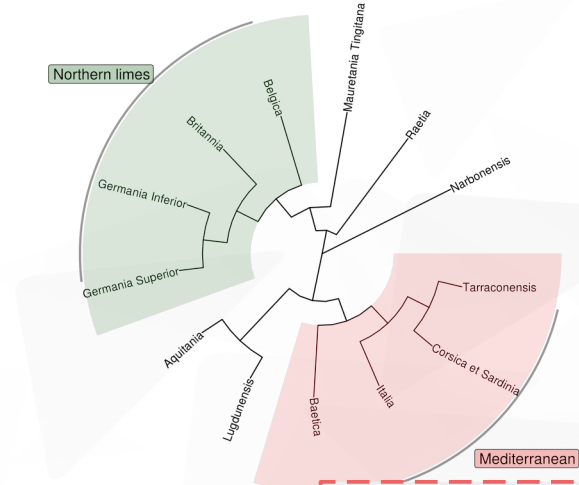 Northern limes
Belgica
Britannia
Germania Inferior
Germania Superior
Mauretania Tingitana
Raetia
Narbonensis
Tarraconensis
Corsica et Sardinia
Italia
Baetica
Lugdunensis
Aquitania
Mediterranean